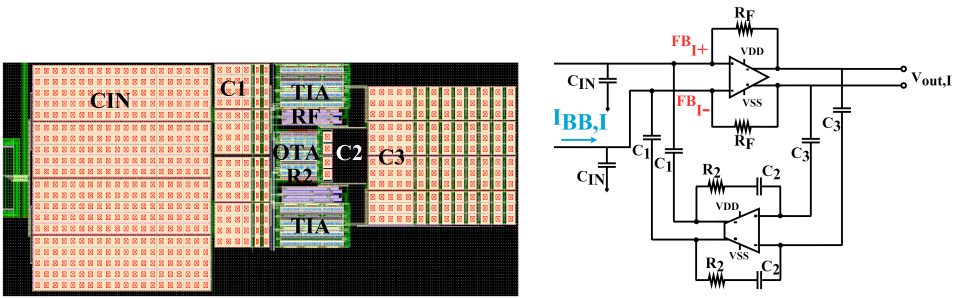 CIN
C1
TIA
RF
OTA
C2
C3
R2
TIA
RF
FBI+
VDD
Vout,I
CIN
VSS
FBI-
IBB,I
C3
RF
C1
C1
C3
CIN
R2
C2
VDD
VSS
R2
C2